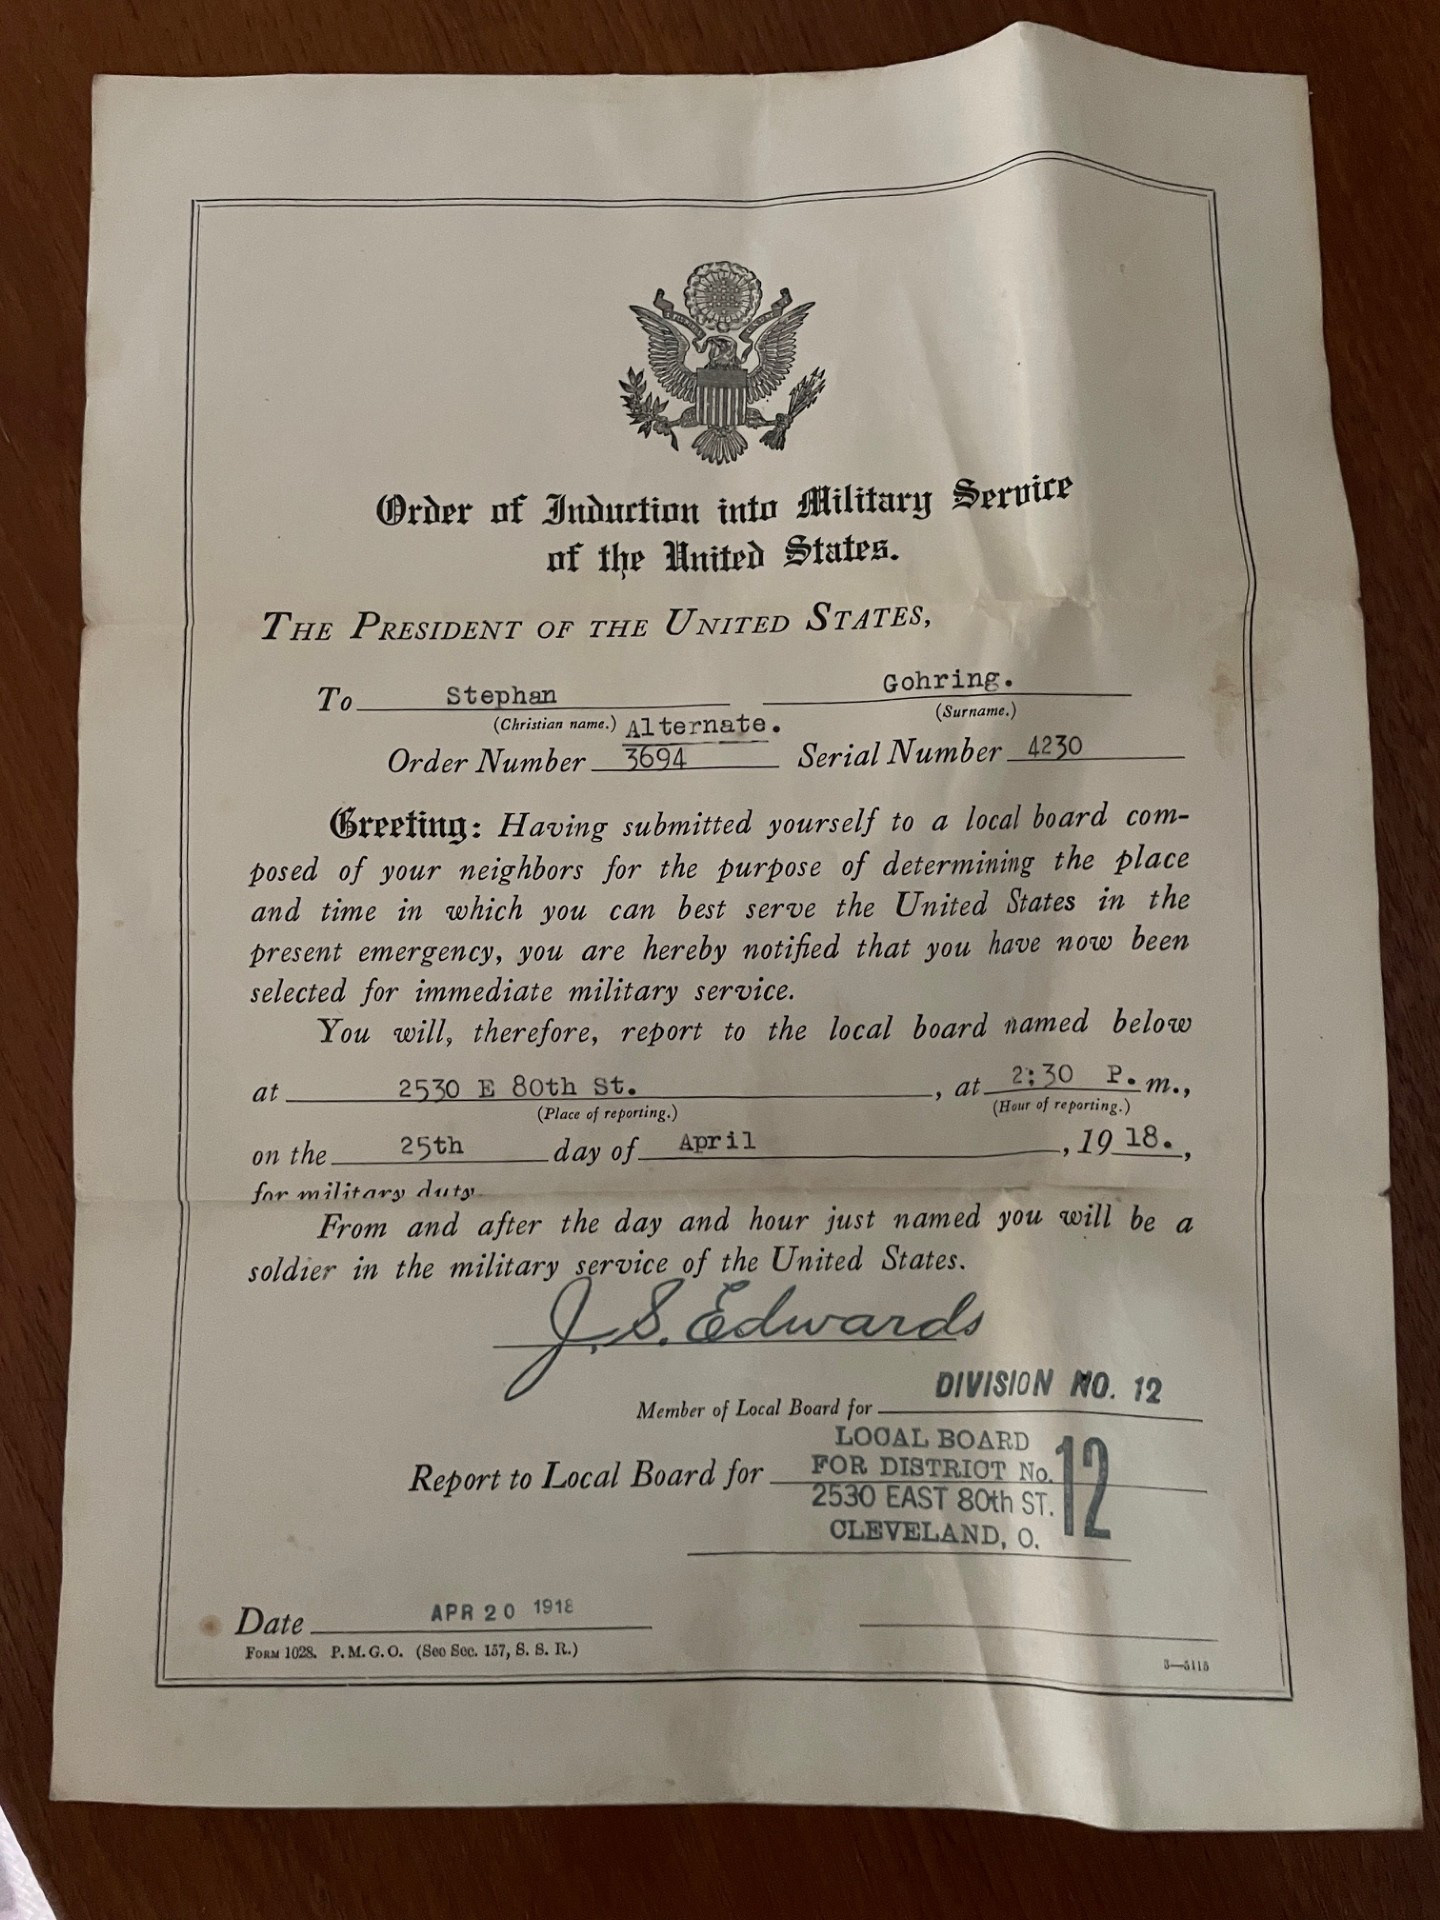 Order of Induction into Military Service
of the United States.
THE PRESIDENT OF THE UNITED STATES,
To Stephan Gohring.
(Christian name.) (Surname.)
Alternate.
Order Number 3694 Serial Number 4230
Greeting: Having submitted yourself to a local board com-
posed of your neighbors for the purpose of determining the place
and time in which you can best serve the United States in the
present emergency, you are hereby notified that you have now been
selected for immediate military service.
You will, therefore, report to the local board named below
at 2530 E 80th St. , at 2:30 P. m.,
(Place of reporting.) (Hour of reporting.)
on the 25th day of April , 1918.,
for military duty.
From and after the day and hour just named you will be a
soldier in the military service of the United States.
J. S. Edwards
Member of Local Board for DIVISION NO. 12
Report to Local Board for LOCAL BOARD
FOR DISTRICT No. 12
2530 EAST 80th ST.
CLEVELAND, O.
Date APR 20 1918
FORM 1028. P. M. G. O. (See Sec. 157, S. S. R.)
3—5115